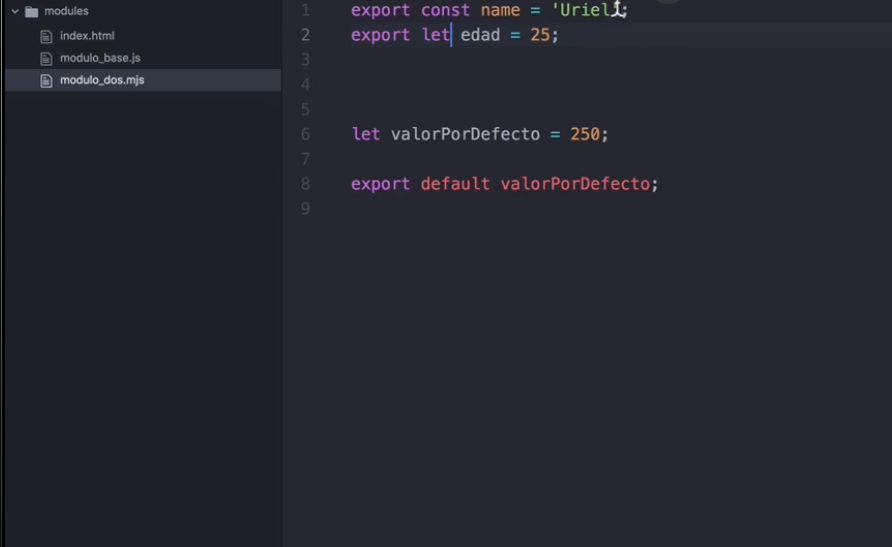 modules
index.html
modulo_base.js
modulo_dos.mjs
1 export const name = 'Uriel';
2 export let edad = 25;
3
4
5
6 let valorPorDefecto = 250;
7
8 export default valorPorDefecto;
9